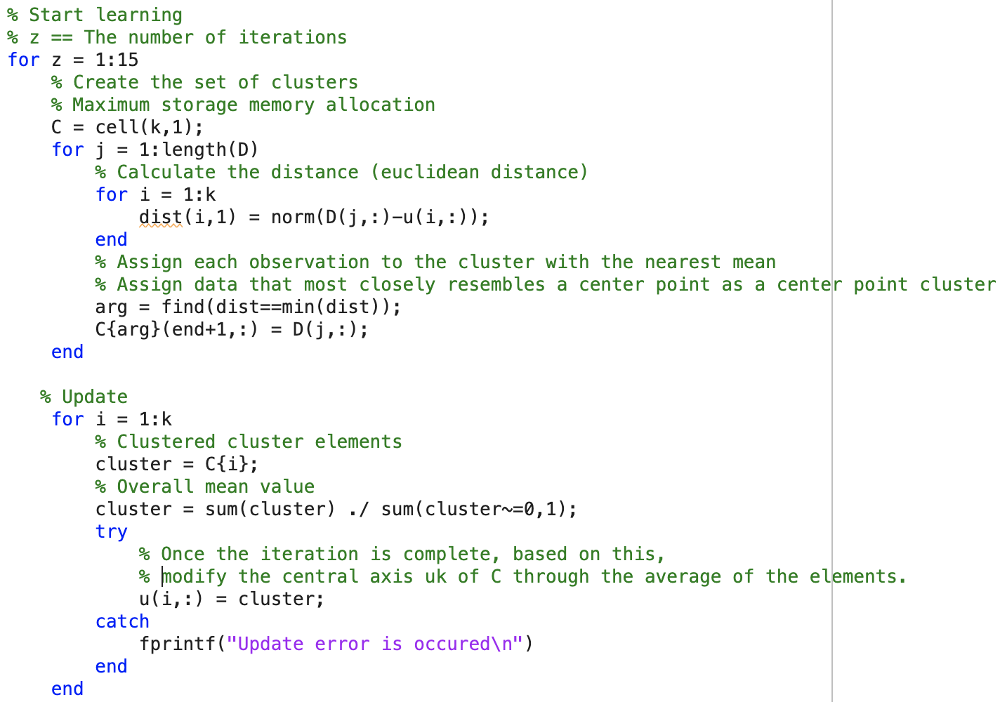 % Start learning
% z == The number of iterations
for z = 1:15
    % Create the set of clusters
    % Maximum storage memory allocation
    C = cell(k,1);
    for j = 1:length(D)
        % Calculate the distance (euclidean distance)
        for i = 1:k
            dist(i,1) = norm(D(j,:)-u(i,:));
        end
        % Assign each observation to the cluster with the nearest mean
        % Assign data that most closely resembles a center point as a center point cluster
        arg = find(dist==min(dist));
        C{arg}(end+1,:) = D(j,:);
    end
   % Update
    for i = 1:k
        % Clustered cluster elements
        cluster = C{i};
        % Overall mean value
        cluster = sum(cluster) ./ sum(cluster~=0,1);
        try
            % Once the iteration is complete, based on this,
            % modify the central axis uk of C through the average of the elements.
            u(i,:) = cluster;
        catch
            fprintf("Update error is occured\n")
        end
    end